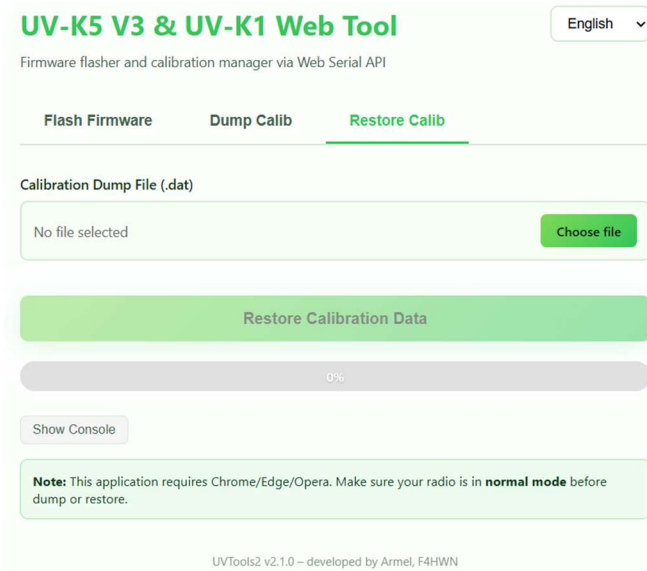 UV-K5 V3 & UV-K1 Web Tool
English
Firmware flasher and calibration manager via Web Serial API
Flash Firmware
Dump Calib
Restore Calib
Calibration Dump File (.dat)
No file selected
Choose file
Restore Calibration Data
0%
Show Console
Note: This application requires Chrome/Edge/Opera. Make sure your radio is in normal mode before
dump or restore.
UVTools2 v2.1.0 – developed by Armel, F4HWN